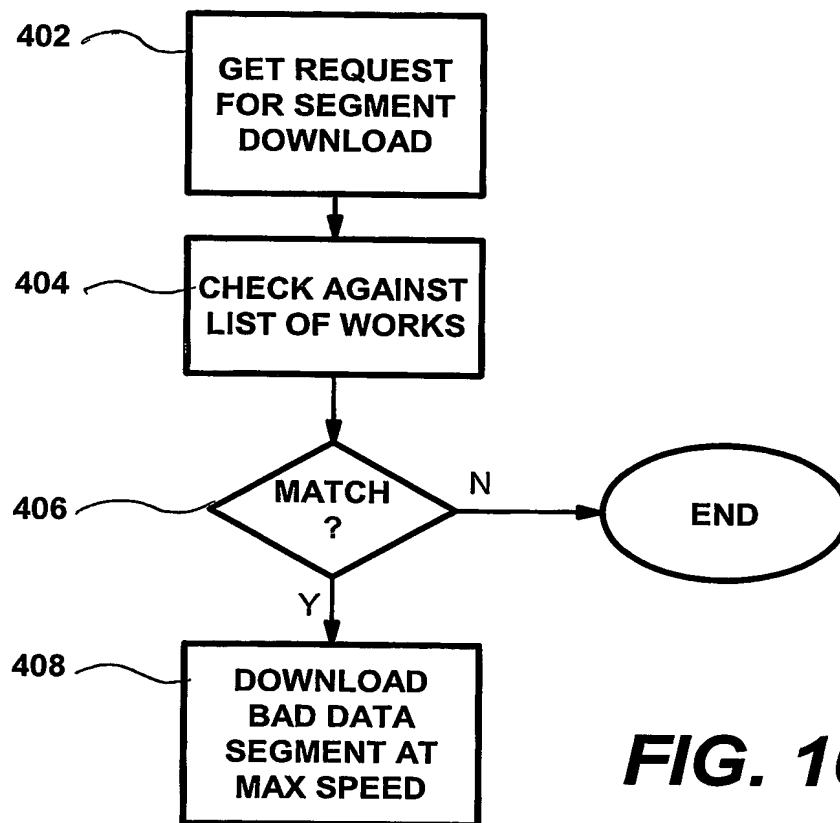 402
GET REQUEST
FOR SEGMENT
DOWNLOAD
404
CHECK AGAINST
LIST OF WORKS
406
MATCH
?
N
END
Y
408
DOWNLOAD
BAD DATA
SEGMENT AT
MAX SPEED
FIG.